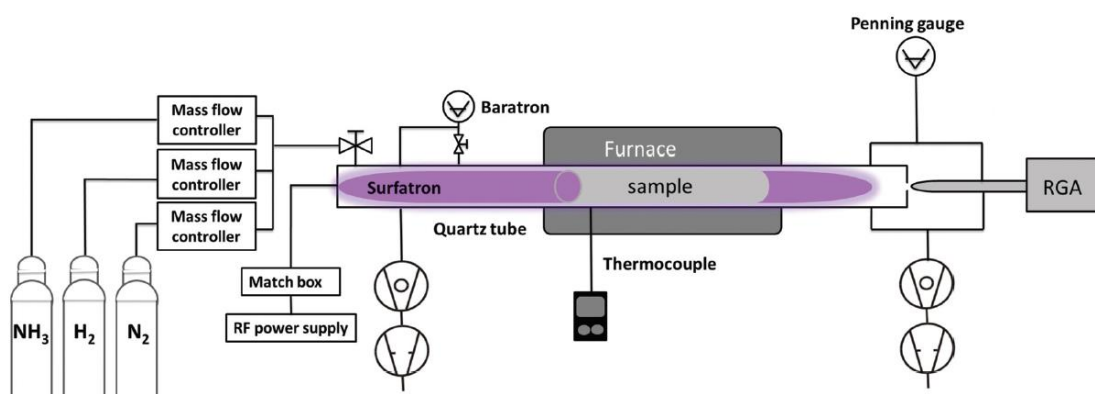 Penning gauge
Mass flow
controller
Baratron
Mass flow
controller
Furnace
Surfatron
sample
RGA
Mass flow
controller
Quartz tube
Thermocouple
Match box
RF power supply
NH3
H2
N2